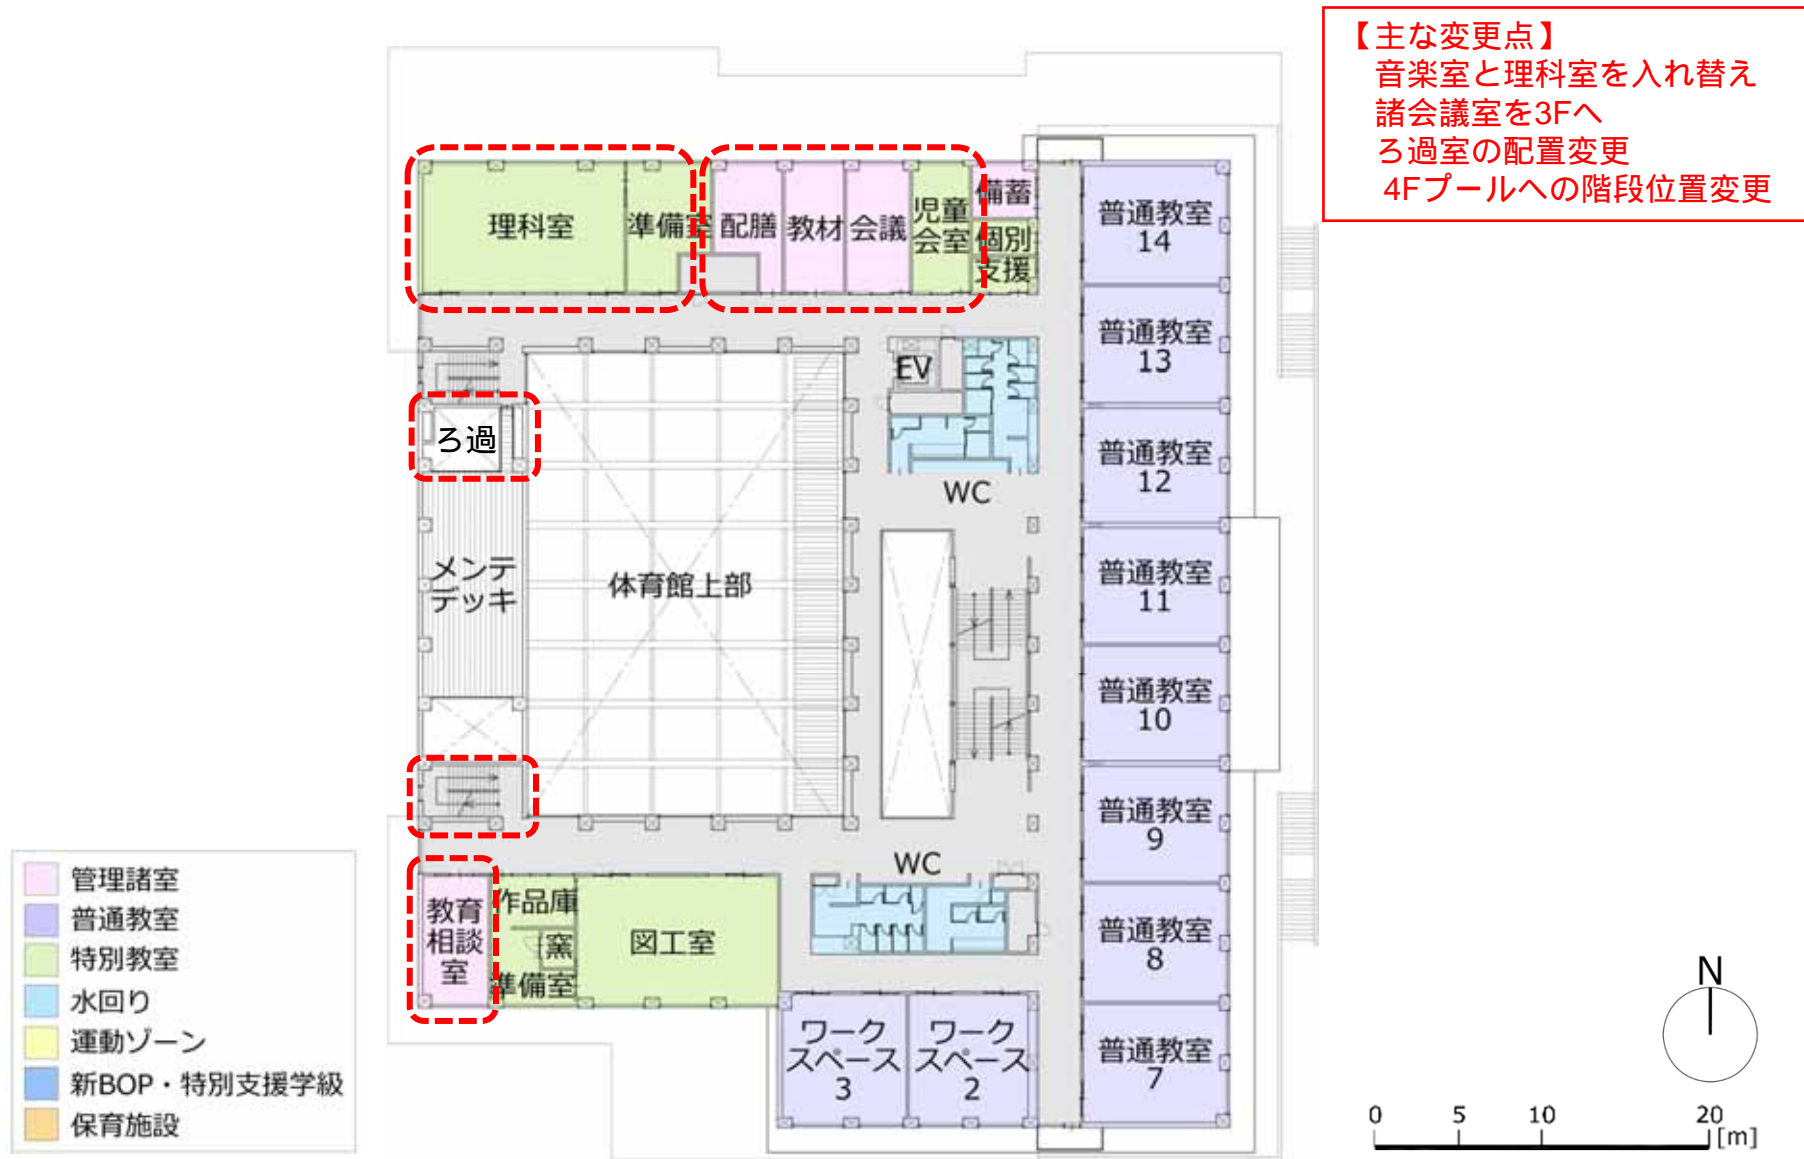 【主な変更点】
音楽室と理科室を入れ替え
諸会議室を3Fへ
ろ過室の配置変更
4Fプールへの階段位置変更
理科室
準備室
配膳
教材
会議
児童
会室
備蓄
個別
支援
普通教室
14
普通教室
13
EV
ろ過
普通教室
12
WC
メンテ
デッキ
体育館上部
普通教室
11
普通教室
10
普通教室
9
WC
教育
相談
室
作品庫
窯
準備室
図工室
普通教室
8
ワーク
スペース
3
ワーク
スペース
2
普通教室
7
管理諸室
普通教室
特別教室
水回り
運動ゾーン
新BOP・特別支援学級
保育施設
N
0 5 10 20
[m]